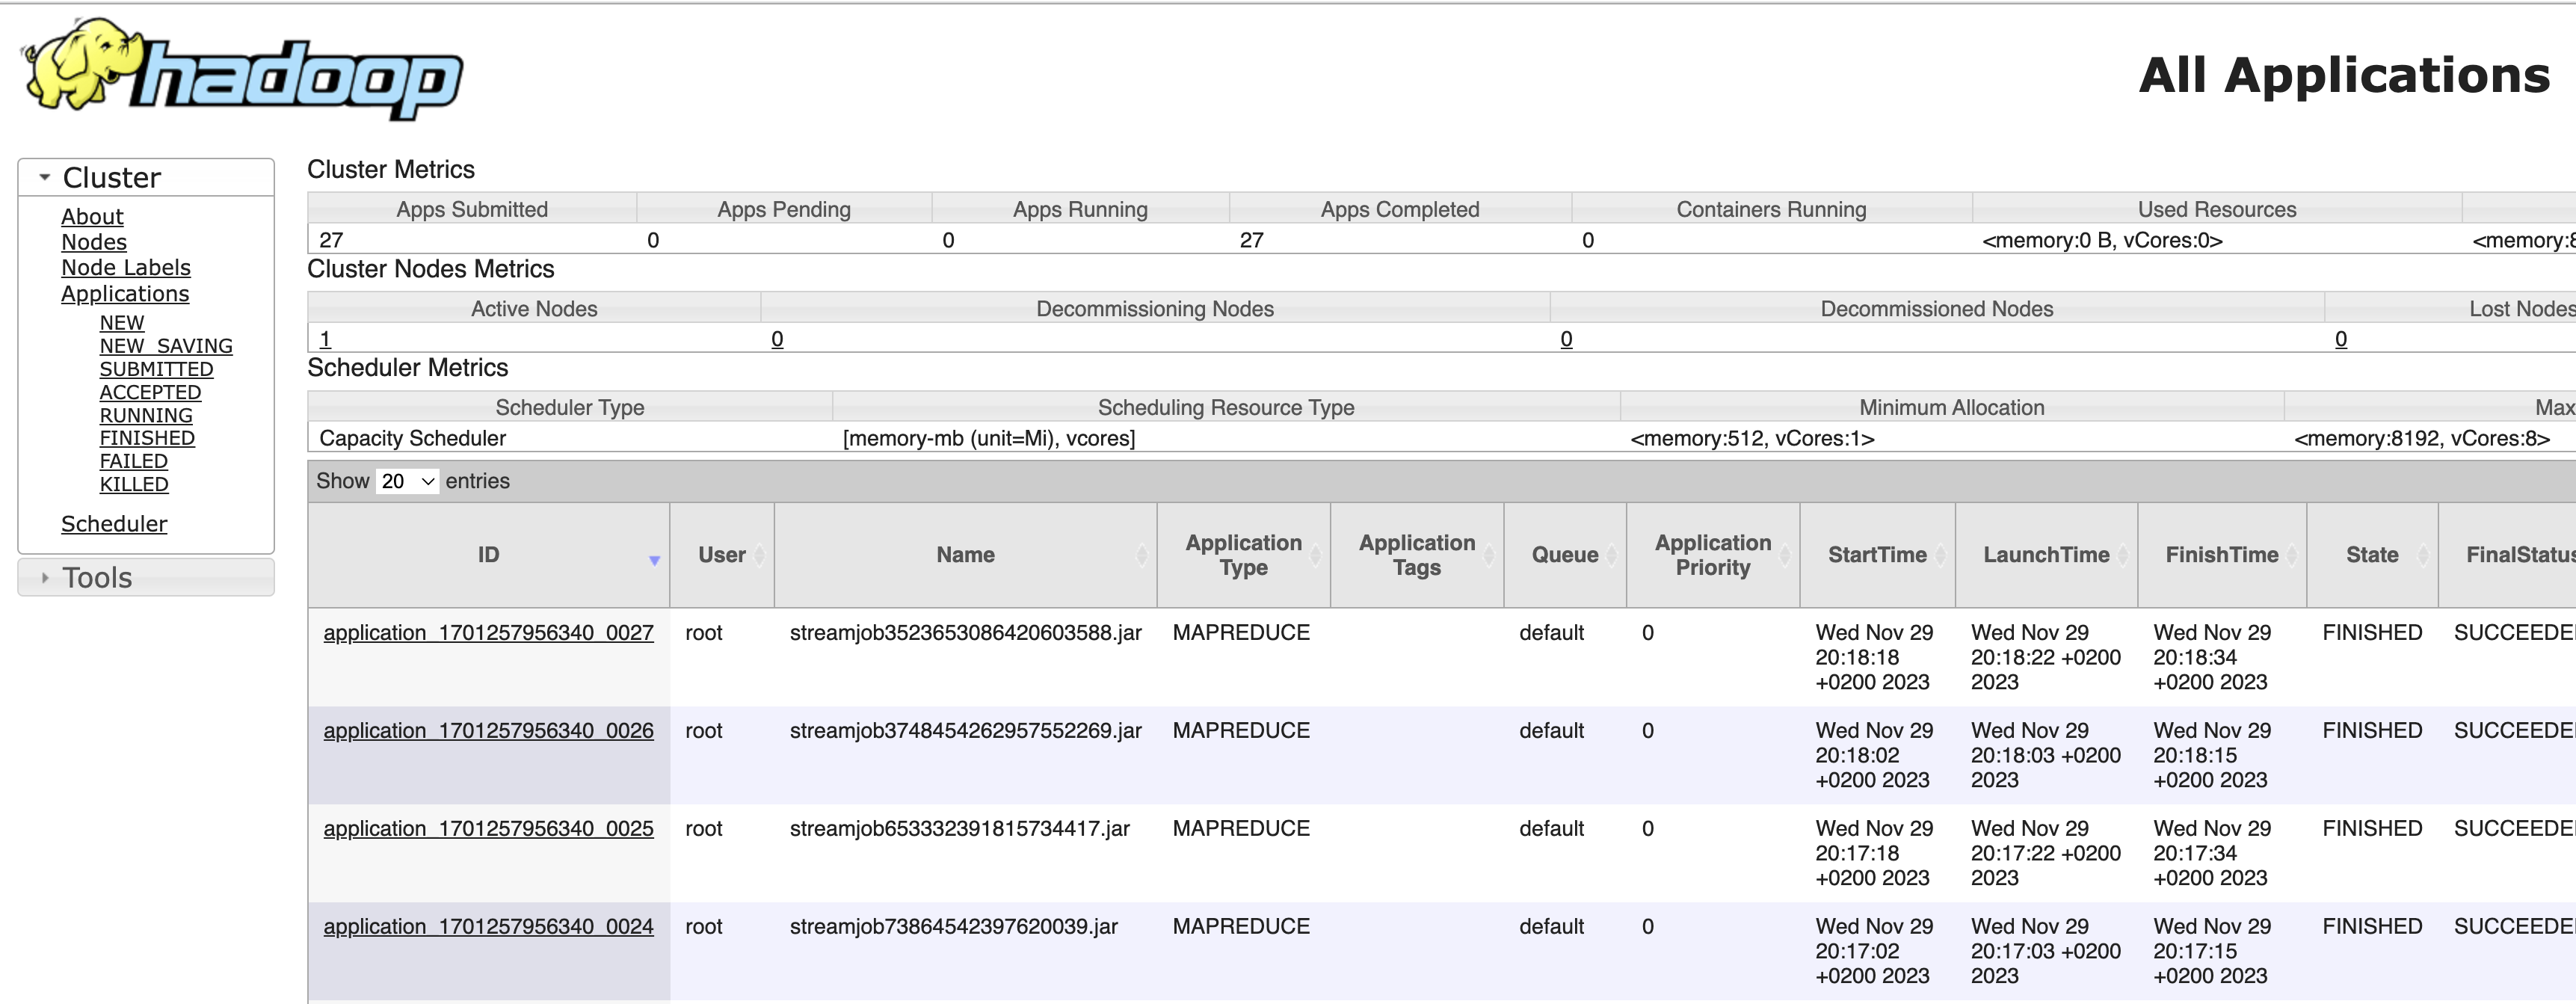 hadoop
All Applications
Cluster
About
Nodes
Node Labels
Applications
NEW
NEW_SAVING
SUBMITTED
ACCEPTED
RUNNING
FINISHED
FAILED
KILLED
Scheduler
Tools
Cluster Metrics
Apps Submitted Apps Pending Apps Running Apps Completed Containers Running Used Resources
27 0 0 27 0 <memory:0 B, vCores:0> <memory:8
Cluster Nodes Metrics
Active Nodes Decommissioning Nodes Decommissioned Nodes Lost Nodes
1 0 0 0
Scheduler Metrics
Scheduler Type Scheduling Resource Type Minimum Allocation Max
Capacity Scheduler [memory-mb (unit=Mi), vcores] <memory:512, vCores:1> <memory:8192, vCores:8>
Show 20 entries
ID User Name Application Type Application Tags Queue Application Priority StartTime LaunchTime FinishTime State FinalStatus
application_1701257956340_0027 root streamjob3523653086420603588.jar MAPREDUCE default 0 Wed Nov 29 Wed Nov 29 Wed Nov 29 FINISHED SUCCEEDE
20:18:18 20:18:22 +0200 20:18:34
+0200 2023 2023 +0200 2023
application_1701257956340_0026 root streamjob3748454262957552269.jar MAPREDUCE default 0 Wed Nov 29 Wed Nov 29 Wed Nov 29 FINISHED SUCCEEDE
20:18:02 20:18:03 +0200 20:18:15
+0200 2023 2023 +0200 2023
application_1701257956340_0025 root streamjob653332391815734417.jar MAPREDUCE default 0 Wed Nov 29 Wed Nov 29 Wed Nov 29 FINISHED SUCCEEDE
20:17:18 20:17:22 +0200 20:17:34
+0200 2023 2023 +0200 2023
application_1701257956340_0024 root streamjob73864542397620039.jar MAPREDUCE default 0 Wed Nov 29 Wed Nov 29 Wed Nov 29 FINISHED SUCCEEDE
20:17:02 20:17:03 +0200 20:17:15
+0200 2023 2023 +0200 2023